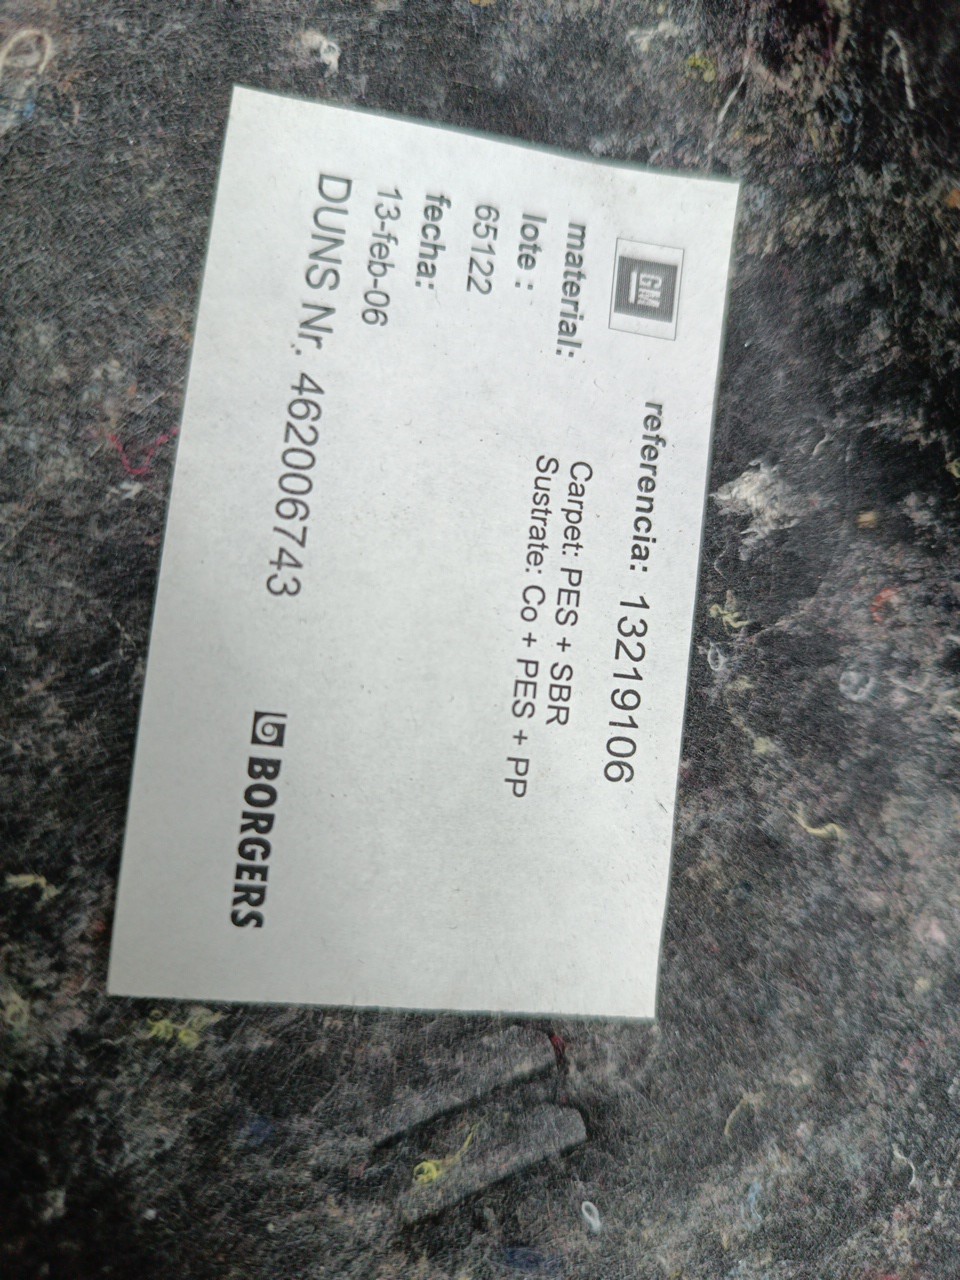 GM
referencia: 13219106
material:
Carpet: PES + SBR
lote :
Sustrate: Co + PES + PP
65122
fecha:
13-feb-06
DUNS Nr. 462006743
BORGERS